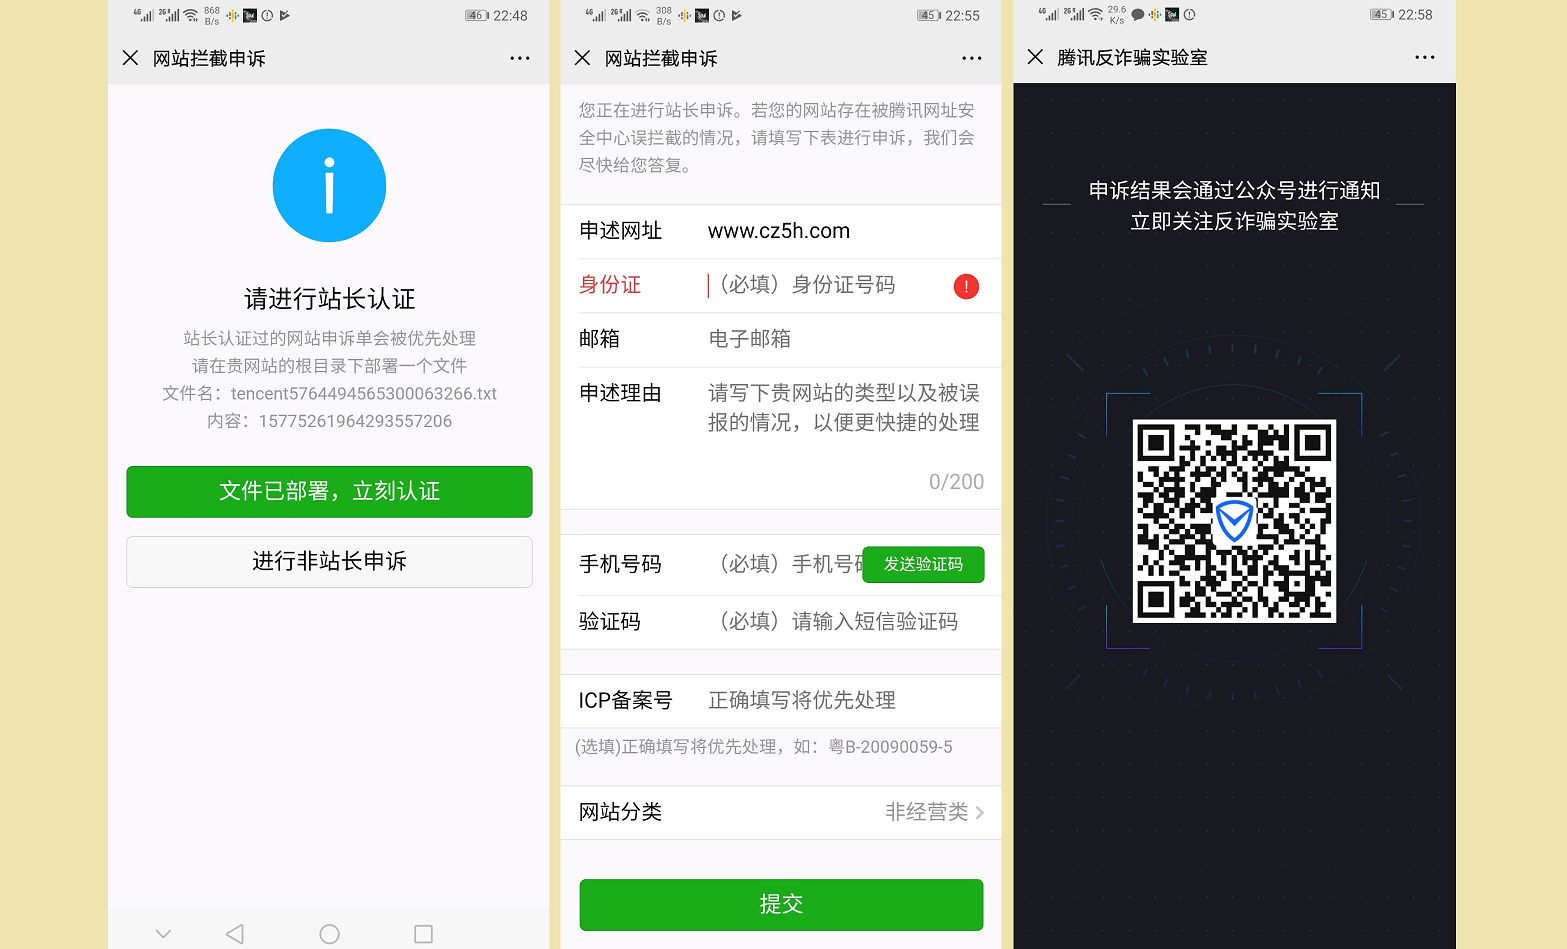 4G 2G R 868 B/s 46 22:48
网站拦截申诉
请进行站长认证
站长认证过的网站申诉单会被优先处理
请在贵网站的根目录下部署一个文件
文件名：tencent5764494565300063266.txt
内容：15775261964293557206
文件已部署，立刻认证
进行非站长申诉
4G 2G R 308 B/s 45 22:55
网站拦截申诉
您正在进行站长申诉。若您的网站存在被腾讯网址安
全中心误拦截的情况，请填写下表进行申诉，我们会
尽快给您答复。
申述网址 www.cz5h.com
身份证 （必填）身份证号码
邮箱 电子邮箱
申述理由 请写下贵网站的类型以及被误
报的情况，以便更快捷的处理
0/200
手机号码 （必填）手机号码 发送验证码
验证码 （必填）请输入短信验证码
ICP备案号 正确填写将优先处理
(选填)正确填写将优先处理，如：粤B-20090059-5
网站分类 非经营类
提交
4G 2G R 29.6 K/s 45 22:58
腾讯反诈骗实验室
申诉结果会通过公众号进行通知
立即关注反诈骗实验室